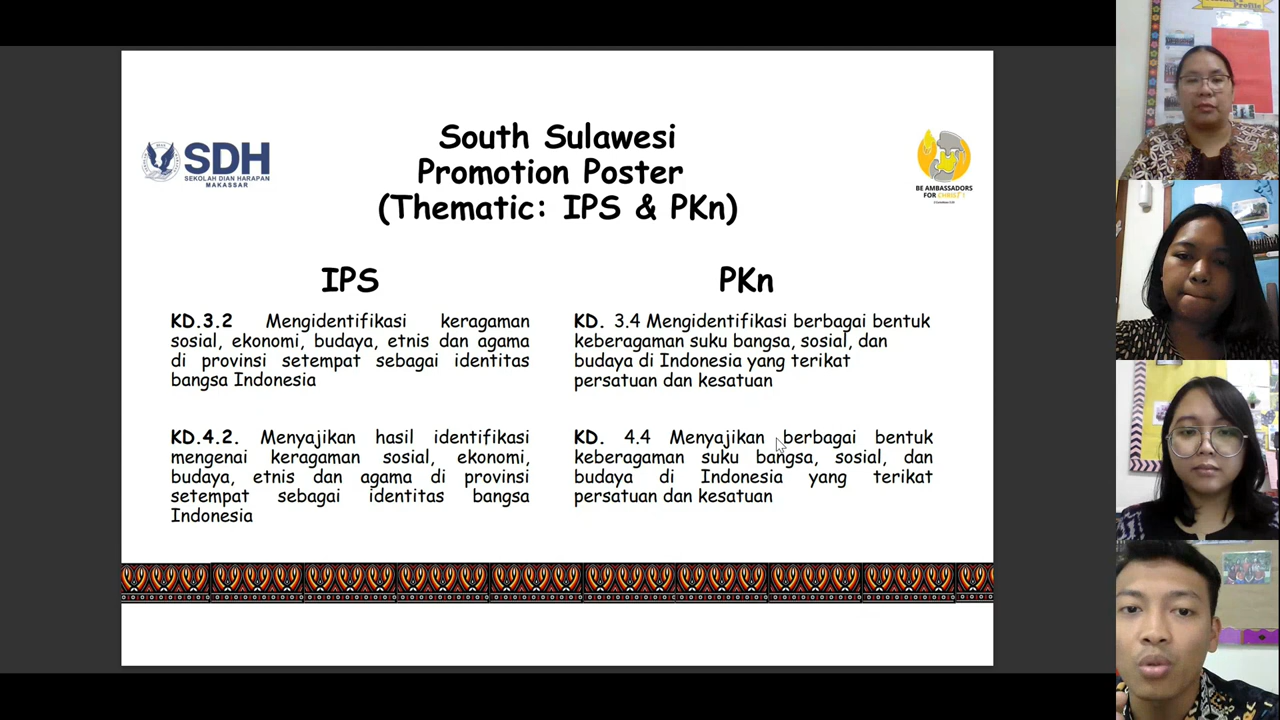 South Sulawesi
Promotion Poster
(Thematic: IPS & PKn)
SDH
SEKOLAH DIAN HARAPAN
MAKASSAR
BE AMBASSADORS
FOR CHRIST !
IPS
KD.3.2 Mengidentifikasi keragaman
sosial, ekonomi, budaya, etnis dan agama
di provinsi setempat sebagai identitas
bangsa Indonesia
KD.4.2. Menyajikan hasil identifikasi
mengenai keragaman sosial, ekonomi,
budaya, etnis dan agama di provinsi
setempat sebagai identitas bangsa
Indonesia
PKn
KD. 3.4 Mengidentifikasi berbagai bentuk
keberagaman suku bangsa, sosial, dan
budaya di Indonesia yang terikat
persatuan dan kesatuan
KD. 4.4 Menyajikan berbagai bentuk
keberagaman suku bangsa, sosial, dan
budaya di Indonesia yang terikat
persatuan dan kesatuan
Profile